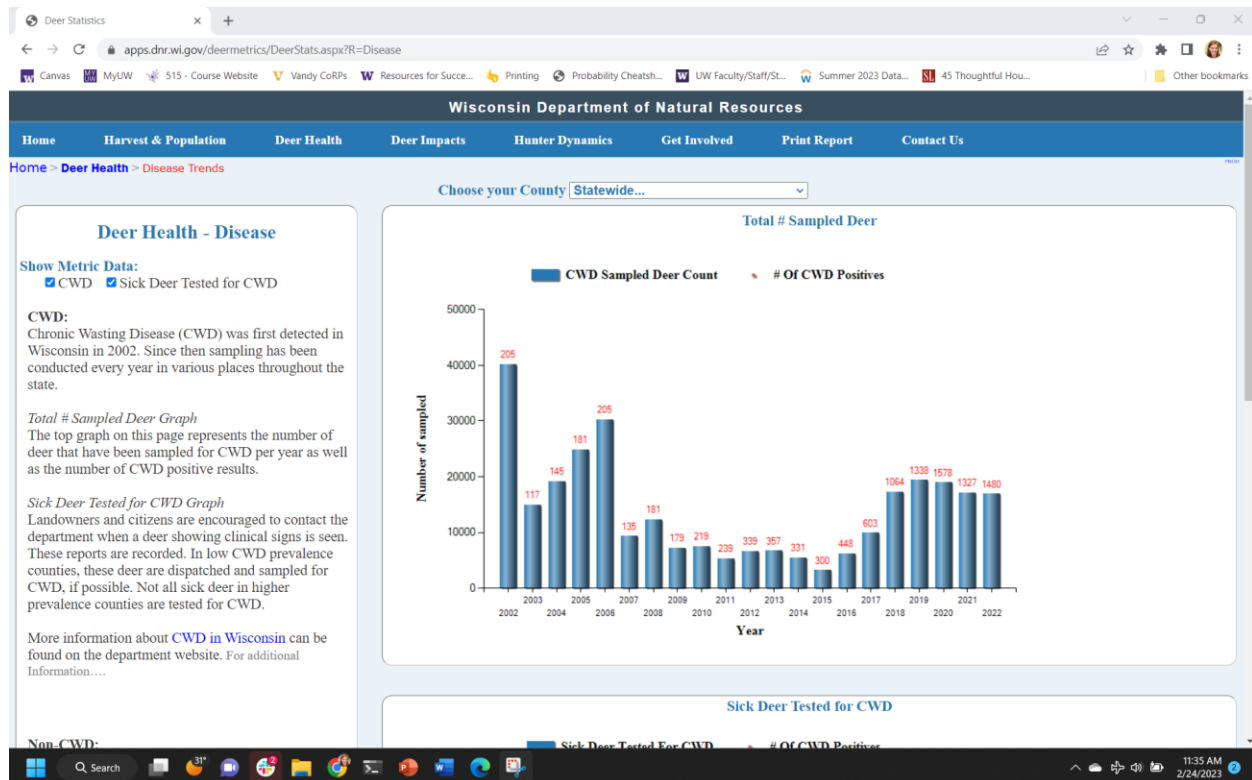 Deer Statistics
apps.dnr.wi.gov/deermetrics/DeerStats.aspx?R=Disease
Canvas MyUW 515 - Course Website Vandy CoRPs Resources for Succe... Printing Probability Cheatsh... UW Faculty/Staff/St... Summer 2023 Data... 45 Thoughtful Hou... Other bookmarks
Wisconsin Department of Natural Resources
Home Harvest & Population Deer Health Deer Impacts Hunter Dynamics Get Involved Print Report Contact Us
Home > Deer Health > Disease Trends
Choose your County Statewide...
Deer Health - Disease
Show Metric Data:
CWD Sick Deer Tested for CWD
CWD:
Chronic Wasting Disease (CWD) was first detected in
Wisconsin in 2002. Since then sampling has been
conducted every year in various places throughout the
state.
Total # Sampled Deer Graph
The top graph on this page represents the number of
deer that have been sampled for CWD per year as well
as the number of CWD positive results.
Sick Deer Tested for CWD Graph
Landowners and citizens are encouraged to contact the
department when a deer showing clinical signs is seen.
These reports are recorded. In low CWD prevalence
counties, these deer are dispatched and sampled for
CWD, if possible. Not all sick deer in higher
prevalence counties are tested for CWD.
More information about CWD in Wisconsin can be
found on the department website. For additional
Information....
Non-CWD:
Total # Sampled Deer
CWD Sampled Deer Count # Of CWD Positives
Number of sampled
50000
40000
30000
20000
10000
0
205 117 145 181 205 135 181 179 219 239 339 357 331 300 448 603 1064 1338 1578 1327 1480
2003 2005 2007 2009 2011 2013 2015 2017 2019 2021
2002 2004 2006 2008 2010 2012 2014 2016 2018 2020 2022
Year
Sick Deer Tested for CWD
Sick Deer Tested For CWD # Of CWD Positives
Search
31°
2
11:35 AM
2/24/2023
2